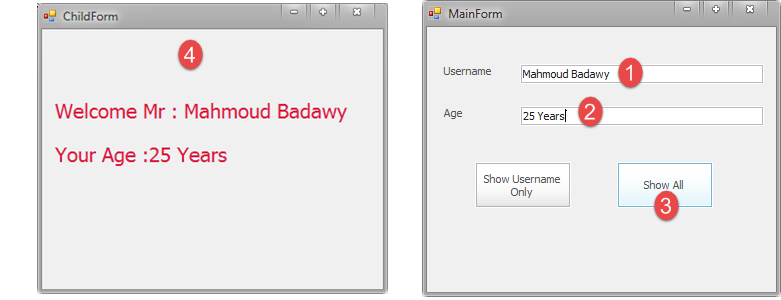 ChildForm
4
Welcome Mr : Mahmoud Badawy
Your Age :25 Years
MainForm
Username
Mahmoud Badawy
1
Age
25 Years
2
Show Username
Only
Show All
3